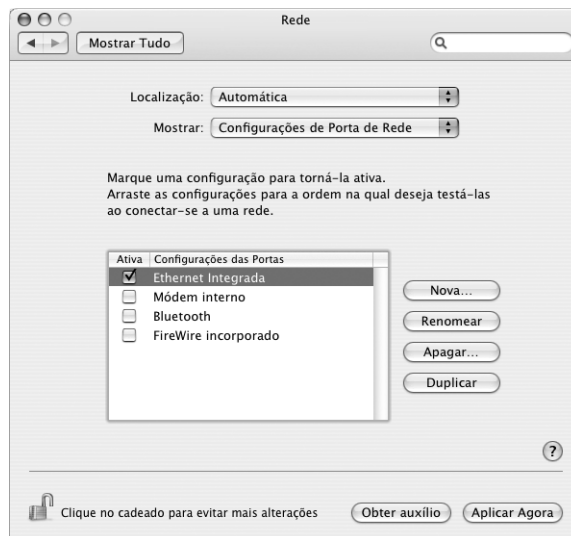 Rede
Mostrar Tudo
Localização: Automática
Mostrar: Configurações de Porta de Rede
Marque uma configuração para torná-la ativa.
Arraste as configurações para a ordem na qual deseja testá-las
ao conectar-se a uma rede.
Ativa Configurações das Portas
Ethernet Integrada
Módem interno
Bluetooth
FireWire incorporado
Nova...
Renomear
Apagar...
Duplicar
?
Clique no cadeado para evitar mais alterações
Obter auxílio
Aplicar Agora